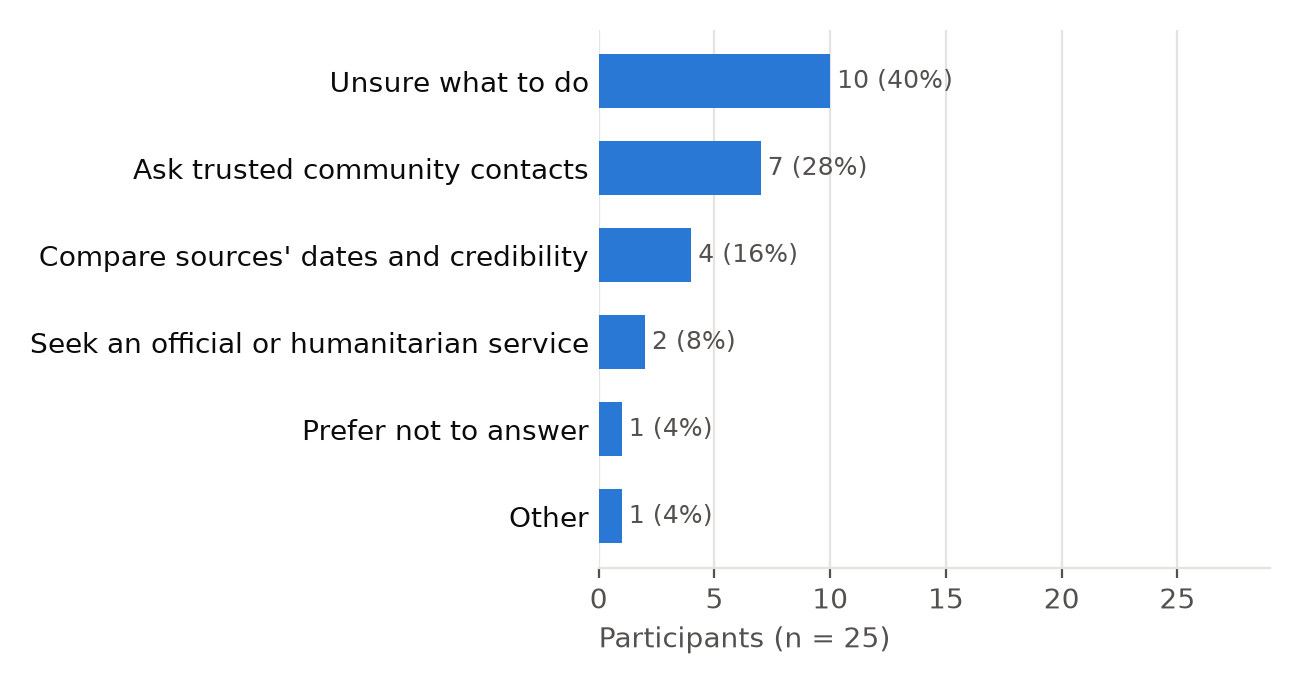 Unsure what to do 10 (40%)
Ask trusted community contacts 7 (28%)
Compare sources' dates and credibility 4 (16%)
Seek an official or humanitarian service 2 (8%)
Prefer not to answer 1 (4%)
Other 1 (4%)
0 5 10 15 20 25
Participants (n = 25)